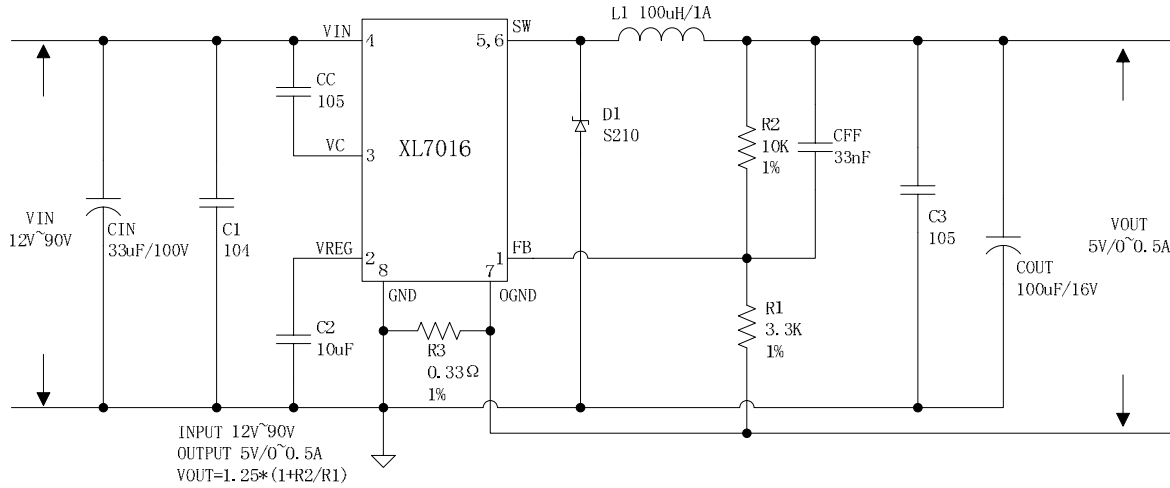 L1 100uH/1A
VIN
4
5,6
SW
CC
105
D1
S210
R2
10K
1%
CFF
33nF
VC
3
XL7016
VIN
12V~90V
CIN
33uF/100V
C1
104
C3
105
VOUT
5V/0~0.5A
VREG
2
1
FB
8
7
GND
OGND
COUT
100uF/16V
C2
10uF
R3
0.33Ω
1%
R1
3.3K
1%
INPUT 12V~90V
OUTPUT 5V/0~0.5A
VOUT=1.25*(1+R2/R1)